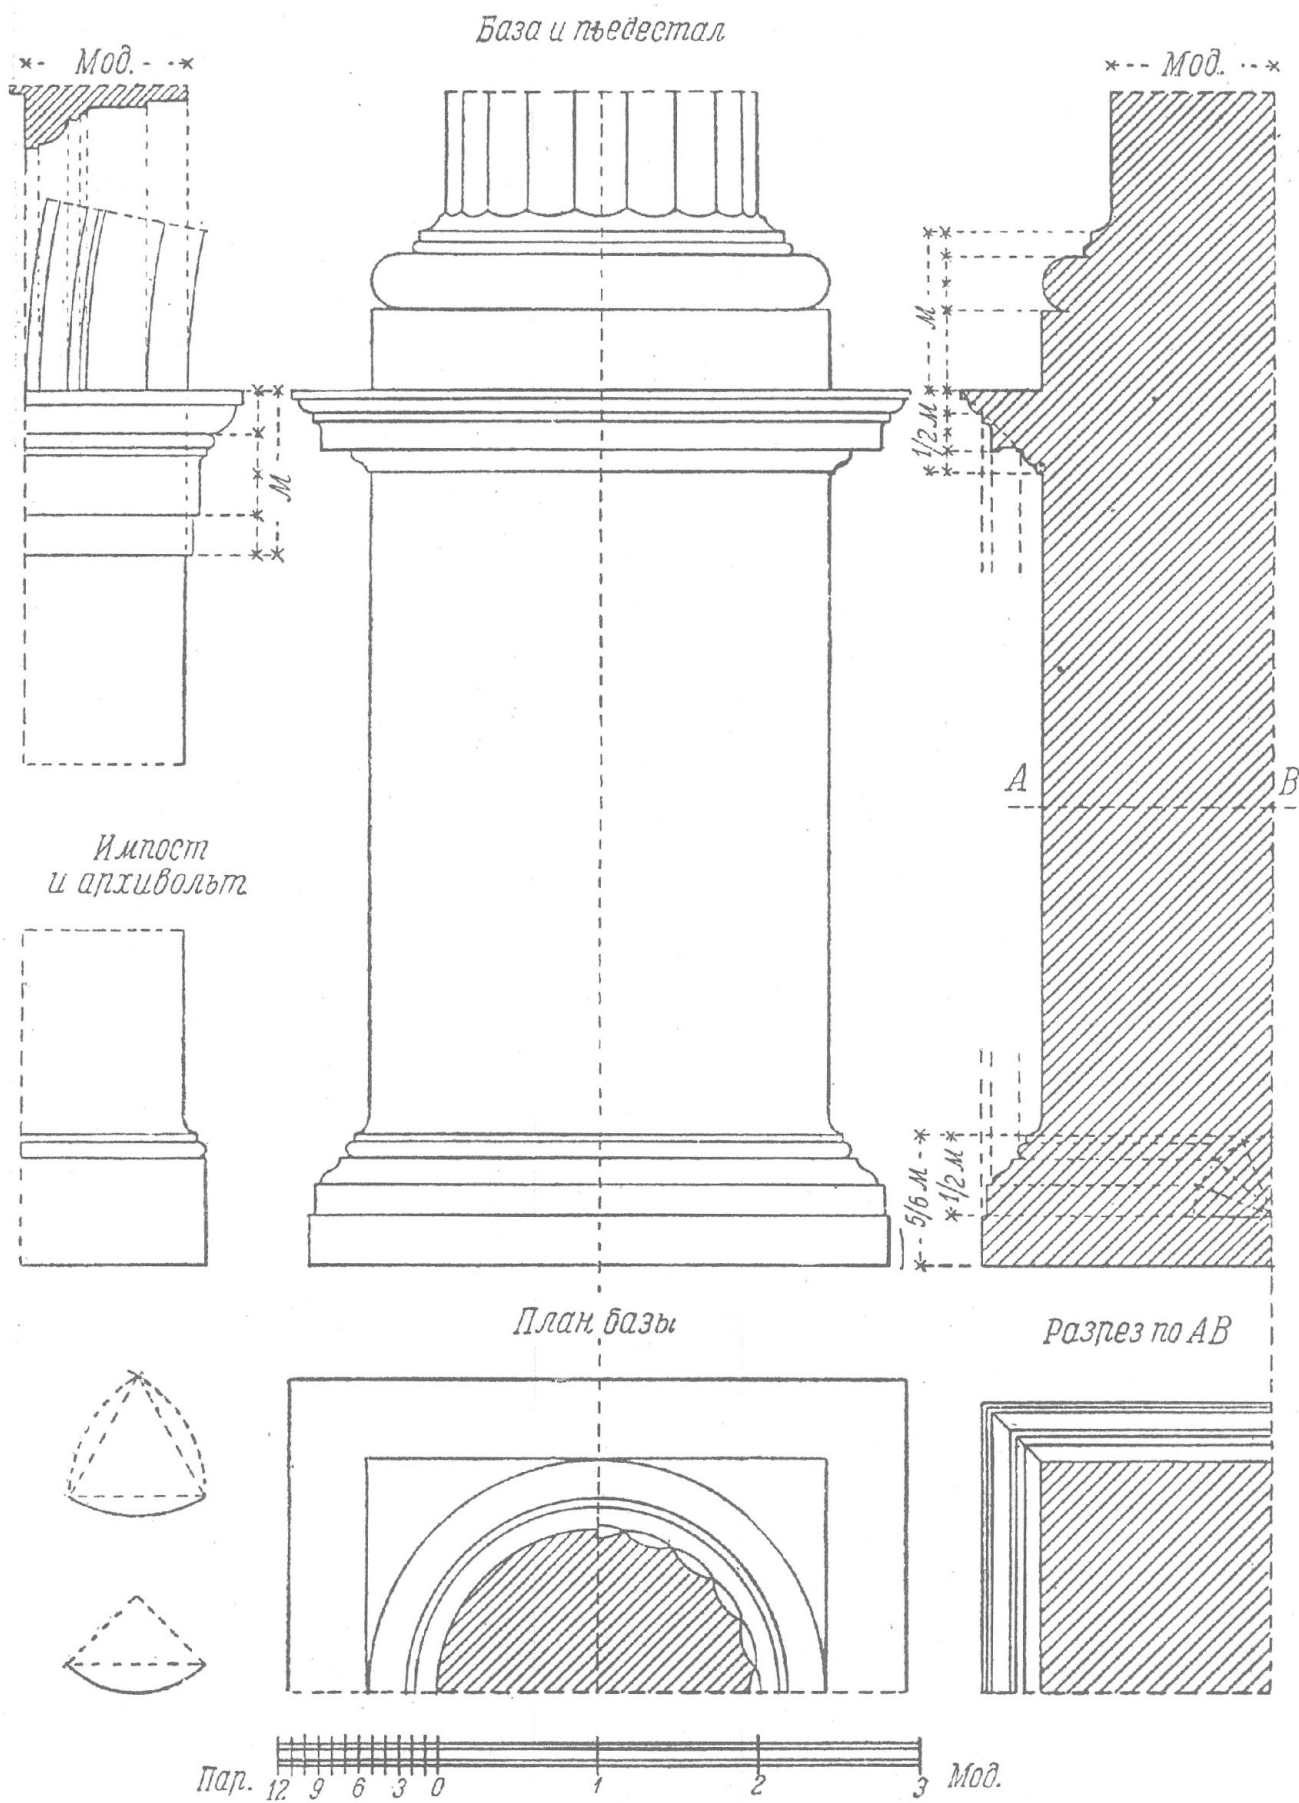 База и пьедестал
Мод.
Мод.
М
1/2 М
М
А
В
Импост
и архивольт
5/6 М
1/2 М
План базы
Разрез по АВ
Пар. 12 9 6 3 0 1 2 3 Мод.